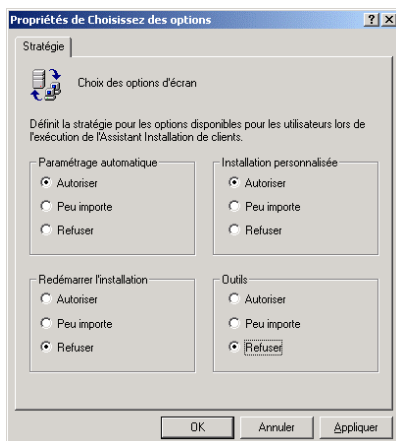 Propriétés de Choisissez des options
Stratégie
Choix des options d'écran
Définit la stratégie pour les options disponibles pour les utilisateurs lors de
l'exécution de l'Assistant Installation de clients.
Paramétrage automatique
Autoriser
Peu importe
Refuser
Installation personnalisée
Autoriser
Peu importe
Refuser
Redémarrer l'installation
Autoriser
Peu importe
Refuser
Outils
Autoriser
Peu importe
Refuser
OK
Annuler
Appliquer